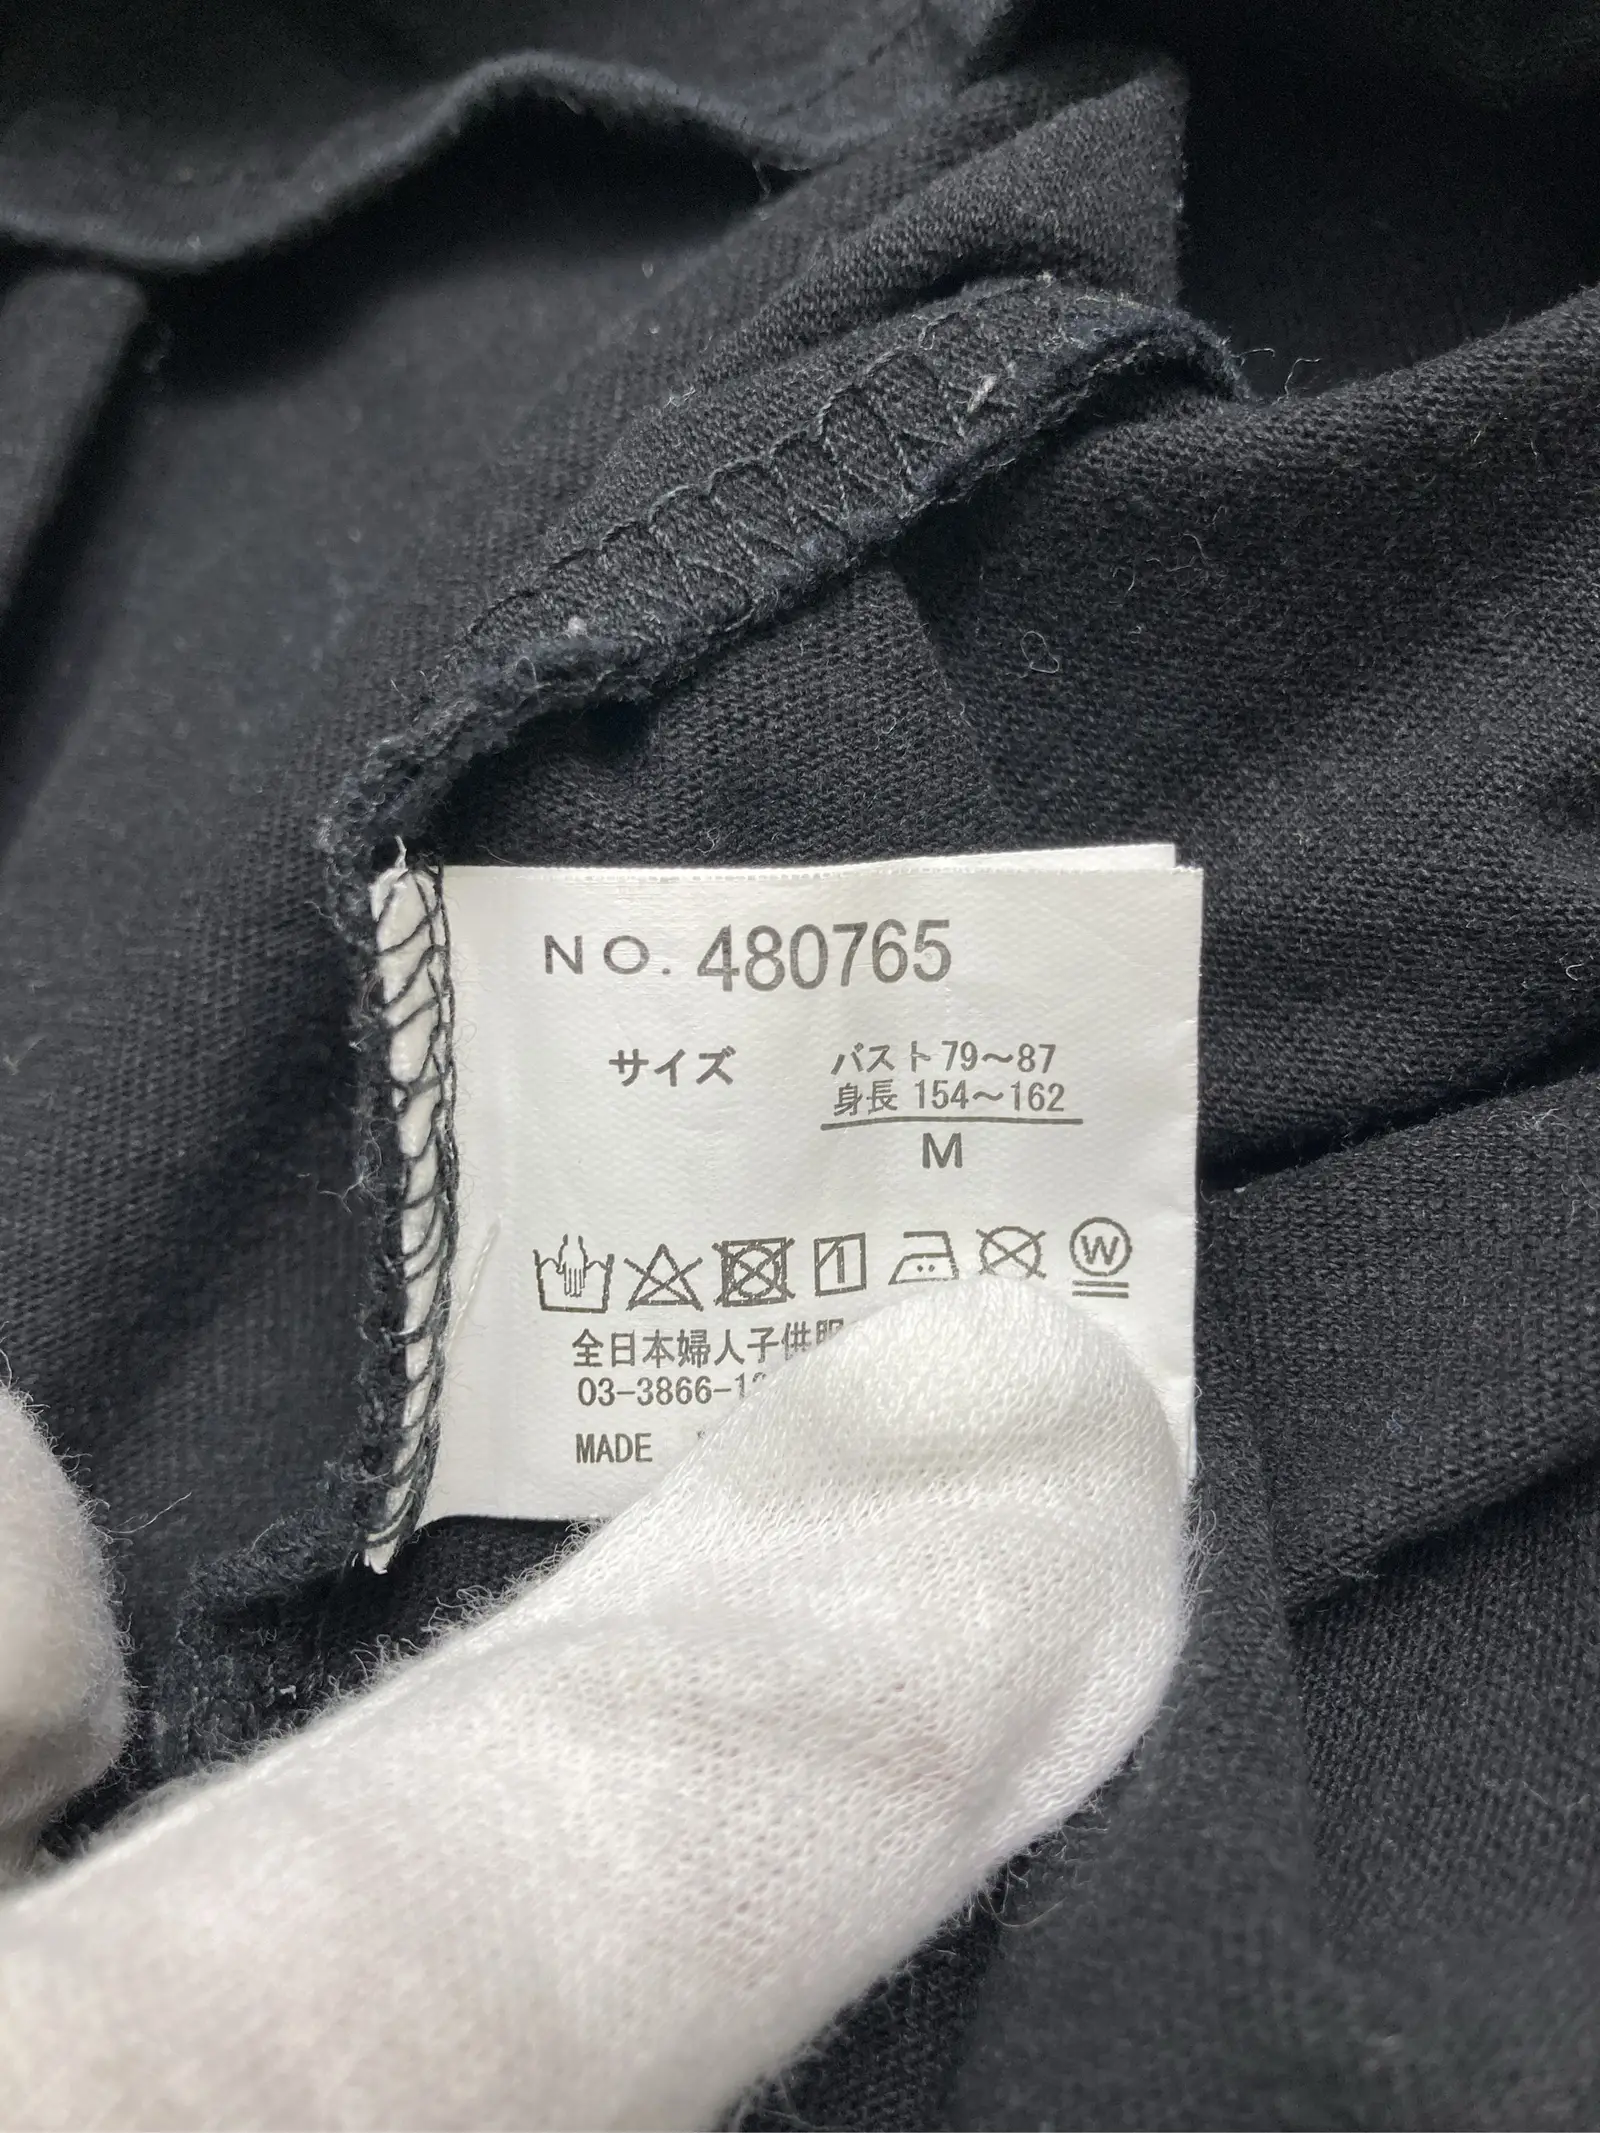 NO. 480765
サイズ
バスト79〜87
身長 154〜162
M
W
全日本婦人子供服
03-3866-1
MADE